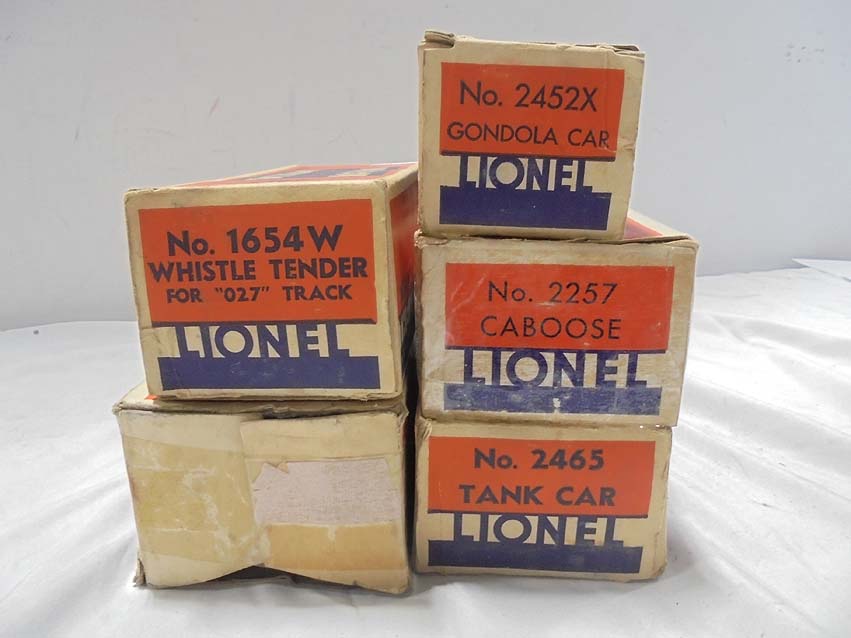 No. 2452X
GONDOLA CAR
LIONEL
No. 1654W
WHISTLE TENDER
FOR "027" TRACK
LIONEL
No. 2257
CABOOSE
LIONEL
No. 2465
TANK CAR
LIONEL